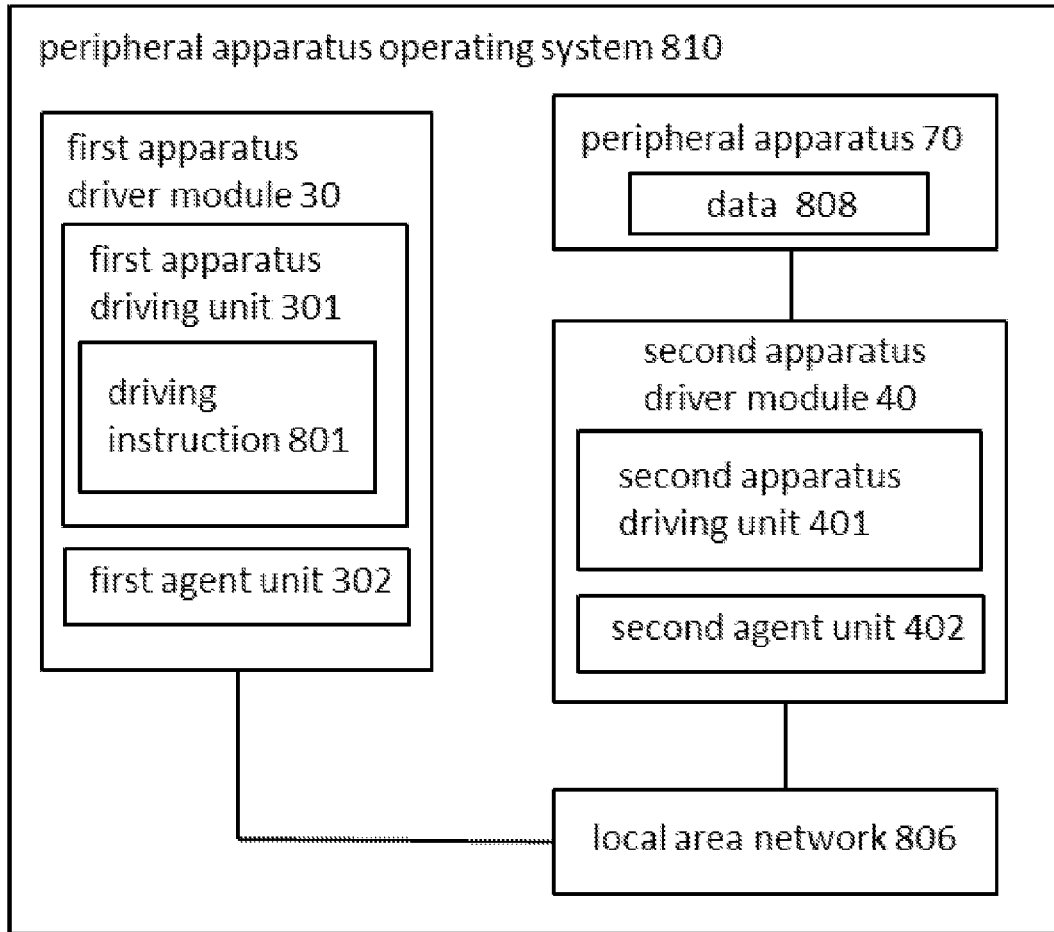 peripheral apparatus operating system 810
first apparatus
driver module 30
first apparatus
driving unit 301
driving
instruction 801
first agent unit 302
peripheral apparatus 70
data 808
second apparatus
driver module 40
second apparatus
driving unit 401
second agent unit 402
local area network 806